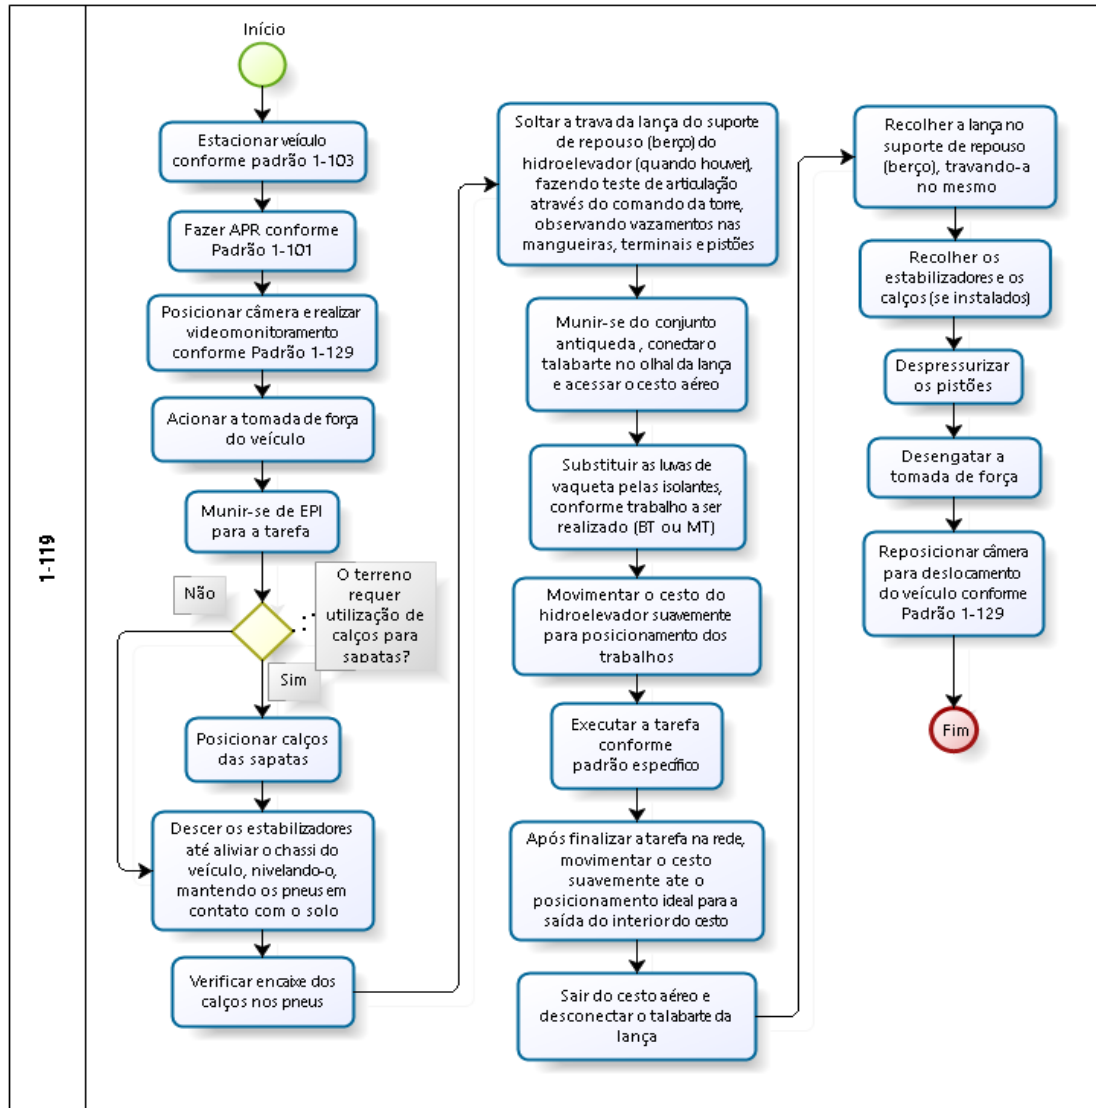 1-119
Início
Estacionar veículo
conforme padrão 1-103
Fazer APR conforme
Padrão 1-101
Posicionar câmera e realizar
videomonitoramento
conforme Padrão 1-129
Acionar a tomada de força
do veículo
Munir-se de EPI
para a tarefa
Não
O terreno
requer
utilização de
calços para
sapatas?
Sim
Posicionar calços
das sapatas
Descer os estabilizadores
até aliviar o chassi do
veículo, nivelando-o,
mantendo os pneus em
contato com o solo
Verificar encaixe dos
calços nos pneus
Soltar a trava da lança do suporte
de repouso (berço) do
hidroelevador (quando houver),
fazendo teste de articulação
através do comando da torre,
observando vazamentos nas
mangueiras, terminais e pistões
Munir-se do conjunto
antiqueda , conectar o
talabarte no olhal da lança
e acessar o cesto aéreo
Substituir as luvas de
vaqueta pelas isolantes,
conforme trabalho a ser
realizado (BT ou MT)
Movimentar o cesto do
hidroelevador suavemente
para posicionamento dos
trabalhos
Executar a tarefa
conforme
padrão específico
Após finalizar a tarefa na rede,
movimentar o cesto
suavemente ate o
posicionamento ideal para a
saída do interior do cesto
Sair do cesto aéreo e
desconectar o talabarte da
lança
Recolher a lança no
suporte de repouso
(berço), travando-a
no mesmo
Recolher os
estabilizadores e os
calços (se instalados)
Despressurizar
os pistões
Desengatar a
tomada de força
Reposicionar câmera
para deslocamento
do veículo conforme
Padrão 1-129
Fim